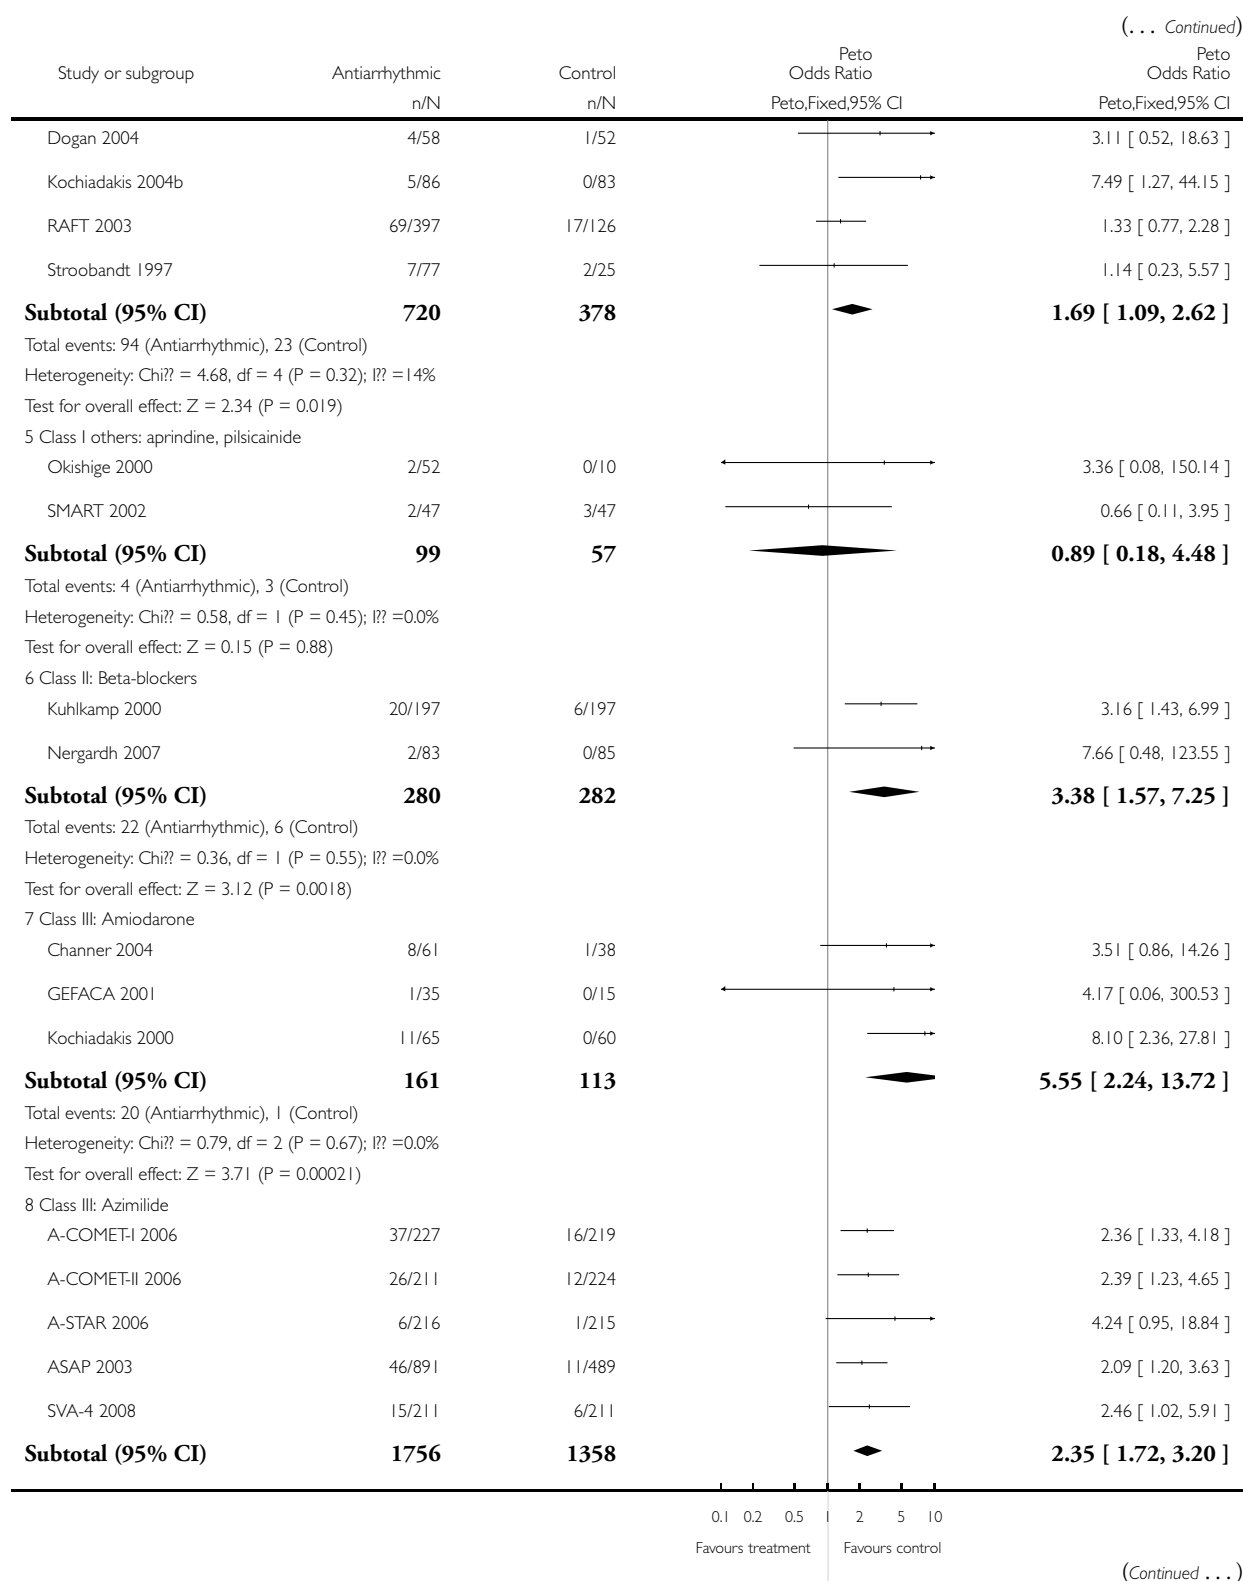 (... Continued)
Peto Peto
Study or subgroup Antiarrhythmic Control Odds Ratio Odds Ratio
n/N n/N Peto,Fixed,95% CI Peto,Fixed,95% CI
Dogan 2004 4/58 1/52 3.11 [ 0.52, 18.63 ]
Kochiadakis 2004b 5/86 0/83 7.49 [ 1.27, 44.15 ]
RAFT 2003 69/397 17/126 1.33 [ 0.77, 2.28 ]
Stroobandt 1997 7/77 2/25 1.14 [ 0.23, 5.57 ]
Subtotal (95% CI) 720 378 1.69 [ 1.09, 2.62 ]
Total events: 94 (Antiarrhythmic), 23 (Control)
Heterogeneity: Chi?? = 4.68, df = 4 (P = 0.32); I?? =14%
Test for overall effect: Z = 2.34 (P = 0.019)
5 Class I others: aprindine, pilsicainide
Okishige 2000 2/52 0/10 3.36 [ 0.08, 150.14 ]
SMART 2002 2/47 3/47 0.66 [ 0.11, 3.95 ]
Subtotal (95% CI) 99 57 0.89 [ 0.18, 4.48 ]
Total events: 4 (Antiarrhythmic), 3 (Control)
Heterogeneity: Chi?? = 0.58, df = 1 (P = 0.45); I?? =0.0%
Test for overall effect: Z = 0.15 (P = 0.88)
6 Class II: Beta-blockers
Kuhlkamp 2000 20/197 6/197 3.16 [ 1.43, 6.99 ]
Nergardh 2007 2/83 0/85 7.66 [ 0.48, 123.55 ]
Subtotal (95% CI) 280 282 3.38 [ 1.57, 7.25 ]
Total events: 22 (Antiarrhythmic), 6 (Control)
Heterogeneity: Chi?? = 0.36, df = 1 (P = 0.55); I?? =0.0%
Test for overall effect: Z = 3.12 (P = 0.0018)
7 Class III: Amiodarone
Channer 2004 8/61 1/38 3.51 [ 0.86, 14.26 ]
GEFACA 2001 1/35 0/15 4.17 [ 0.06, 300.53 ]
Kochiadakis 2000 11/65 0/60 8.10 [ 2.36, 27.81 ]
Subtotal (95% CI) 161 113 5.55 [ 2.24, 13.72 ]
Total events: 20 (Antiarrhythmic), 1 (Control)
Heterogeneity: Chi?? = 0.79, df = 2 (P = 0.67); I?? =0.0%
Test for overall effect: Z = 3.71 (P = 0.00021)
8 Class III: Azimilide
A-COMET-I 2006 37/227 16/219 2.36 [ 1.33, 4.18 ]
A-COMET-II 2006 26/211 12/224 2.39 [ 1.23, 4.65 ]
A-STAR 2006 6/216 1/215 4.24 [ 0.95, 18.84 ]
ASAP 2003 46/891 11/489 2.09 [ 1.20, 3.63 ]
SVA-4 2008 15/211 6/211 2.46 [ 1.02, 5.91 ]
Subtotal (95% CI) 1756 1358 2.35 [ 1.72, 3.20 ]
0.1 0.2 0.5 1 2 5 10
Favours treatment Favours control
(Continued ...)